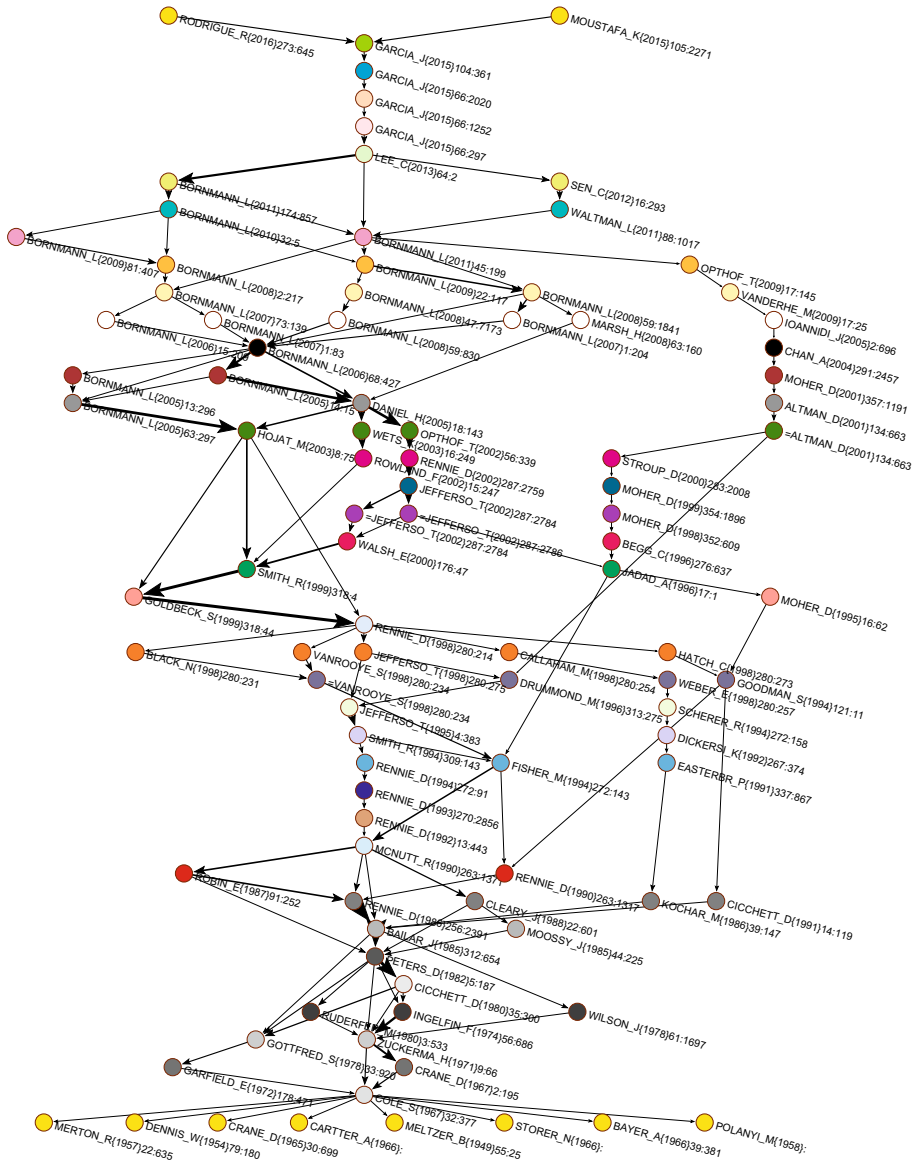 RODRIGUE_R{2016}273:645
MOUSTAFA_K{2015}105:2271
GARCIA_J{2015}104:361
GARCIA_J{2015}66:2020
GARCIA_J{2015}66:1252
GARCIA_J{2015}66:297
LEE_C{2013}64:2
BORNMANN_L{2011}174:857
SEN_C{2012}16:293
BORNMANN_L{2010}32:5
WALTMAN_L{2011}88:1017
BORNMANN_L{2009}81:407
BORNMANN_L{2011}45:199
BORNMANN_L{2008}2:217
BORNMANN_L{2009}22:117
OPTHOF_T{2009}17:145
BORNMANN_L{2007}73:139
BORNMANN_L{2008}47:7173
BORNMANN_L{2008}59:1841
VANDERHE_M{2009}17:25
BORNMANN_L{2006}15:209
BORNMANN_L{2007}1:83
BORNMANN_L{2008}59:830
BORNMANN_L{2007}1:204
MARSH_H{2008}63:160
IOANNIDI_J{2005}2:696
BORNMANN_L{2006}68:427
CHAN_A{2004}291:2457
BORNMANN_L{2005}13:296
BORNMANN_L{2005}14:15
MOHER_D{2001}357:1191
BORNMANN_L{2005}63:297
DANIEL_H{2005}18:143
ALTMAN_D{2001}134:663
HOJAT_M{2003}8:75
WETS_K{2003}16:249
OPTHOF_T{2002}56:339
=ALTMAN_D{2001}134:663
ROWLAND_F{2002}15:247
RENNIE_D{2002}287:2759
STROUP_D{2000}283:2008
JEFFERSO_T{2002}287:2784
MOHER_D{1999}354:1896
=JEFFERSO_T{2002}287:2784
=JEFFERSO_T{2002}287:2786
MOHER_D{1998}352:609
WALSH_E{2000}176:47
BEGG_C{1996}276:637
SMITH_R{1999}318:4
JADAD_A{1996}17:1
GOLDBECK_S{1999}318:44
MOHER_D{1995}16:62
RENNIE_D{1998}280:214
BLACK_N{1998}280:231
VANROOYE_S{1998}280:234
JEFFERSO_T{1998}280:275
CALLAHAM_M{1998}280:254
HATCH_C{1998}280:273
=VANROOYE_S{1998}280:234
DRUMMOND_M{1996}313:275
WEBER_E{1998}280:257
GOODMAN_S{1994}121:11
JEFFERSO_T{1995}4:383
SCHERER_R{1994}272:158
SMITH_R{1994}309:143
DICKERSI_K{1992}267:374
RENNIE_D{1994}272:91
FISHER_M{1994}272:143
EASTERBR_P{1991}337:867
RENNIE_D{1993}270:2856
RENNIE_D{1992}13:443
MCNUTT_R{1990}263:1371
ROBIN_E{1987}91:252
RENNIE_D{1990}263:1317
RENNIE_D{1986}256:2391
CLEARY_J{1988}22:601
KOCHAR_M{1986}39:147
CICCHETT_D{1991}14:119
BAILAR_J{1985}312:654
MOOSSY_J{1985}44:225
PETERS_D{1982}5:187
CICCHETT_D{1980}35:300
RUDERFER_M{1980}3:533
INGELFIN_F{1974}56:686
WILSON_J{1978}61:1697
GOTTFRED_S{1978}33:920
ZUCKERMA_H{1971}9:66
GARFIELD_E{1972}178:471
CRANE_D{1967}2:195
COLE_S{1967}32:377
MERTON_R{1957}22:635
DENNIS_W{1954}79:180
CRANE_D{1965}30:699
CARTTER_A{1966}:
MELTZER_B{1949}55:25
STORER_N{1966}:
BAYER_A{1966}39:381
POLANYI_M{1958}: